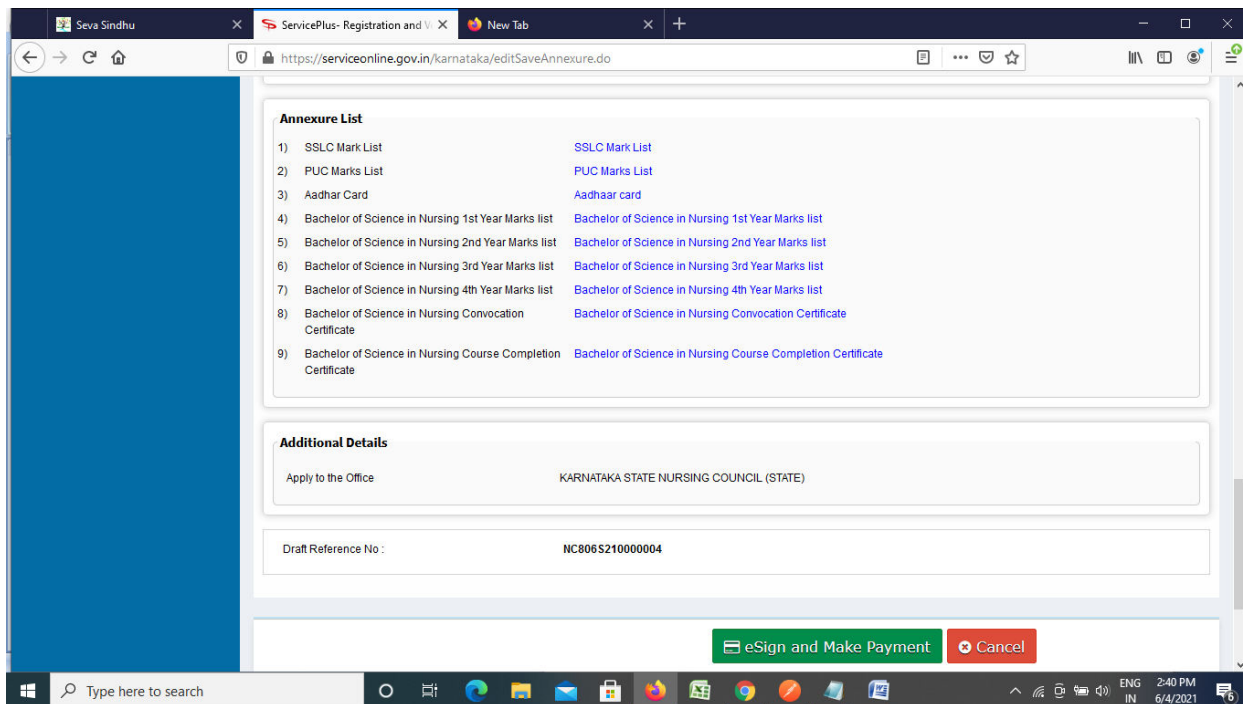 Seva Sindhu
ServicePlus- Registration and
New Tab
https://serviceonline.gov.in/karnataka/editSaveAnnexure.do
Annexure List
1) SSLC Mark List SSLC Mark List
2) PUC Marks List PUC Marks List
3) Aadhar Card Aadhaar card
4) Bachelor of Science in Nursing 1st Year Marks list Bachelor of Science in Nursing 1st Year Marks list
5) Bachelor of Science in Nursing 2nd Year Marks list Bachelor of Science in Nursing 2nd Year Marks list
6) Bachelor of Science in Nursing 3rd Year Marks list Bachelor of Science in Nursing 3rd Year Marks list
7) Bachelor of Science in Nursing 4th Year Marks list Bachelor of Science in Nursing 4th Year Marks list
8) Bachelor of Science in Nursing Convocation Bachelor of Science in Nursing Convocation Certificate
Certificate
9) Bachelor of Science in Nursing Course Completion Bachelor of Science in Nursing Course Completion Certificate
Certificate
Additional Details
Apply to the Office KARNATAKA STATE NURSING COUNCIL (STATE)
Draft Reference No : NC806S210000004
eSign and Make Payment Cancel
Type here to search
ENG 2:40 PM
IN 6/4/2021
6